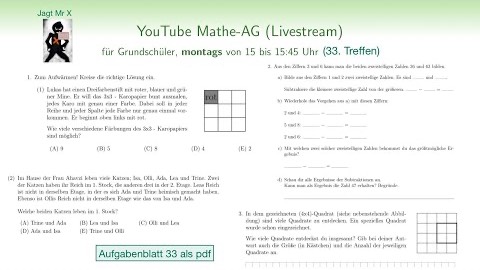 Jagt Mr X
YouTube Mathe-AG (Livestream)
für Grundschüler, montags von 15 bis 15:45 Uhr (33. Treffen)
1. Zum Aufwärmen! Kreise die richtige Lösung ein.
(1) Lukas hat einen Dreifarbenstift mit roter, blauer und grüner
Mine. Er will das 3x3 - Karopapier bunt ausmalen,
jedes Karo mit genau einer Farbe. Dabei soll in jeder
Reihe und jeder Spalte jede Farbe nur genau einmal vorkommen.
Er beginnt oben links mit rot.
rot
Wie viele verschiedene Färbungen des 3x3 - Karopapiers
sind möglich?
(A) 9 (B) 5 (C) 8 (D) 4 (E) 2
(2) Im Hause der Frau Ahavzi leben vier Katzen; Isa, Olli, Ada, Lea und Trine. Zwei
der Katzen haben ihr Reich im 1. Stock, die anderen drei in der 2. Etage. Leas Reich
ist nicht in derselben Etage, in der es sich Ada und Trine heimisch gemacht haben.
Ebenso ist Ollis Reich nicht in derselben Etage wie das von Isa und Ada.
Welche beiden Katzen leben im 1. Stock?
(A) Trine und Ada (B) Lea und Isa (C) Olli und Lea
(D) Ada und Isa (E) Trine und Olli
Aufgabenblatt 33 als pdf
2. Aus den Ziffern 3 und 6 kann man die beiden zweistelligen Zahlen 36 und 63 bilden.
a) Bilde aus den Ziffern 1 und 2 zwei zweistellige Zahlen. Es sind und
Subtrahiere die kleinere zweistellige Zahl von der größeren. - =
b) Wiederhole das Vorgehen aus a) mit diesen Ziffern:
2 und 4: - =
5 und 8: - =
2 und 6: - =
c) Mit welchen zwei solcher zweistelligen Zahlen bekommst du das größtmögliche Ergebnis?
- =
d) Schau dir alle Ergebnisse der Subtraktionen an.
Kann man als Ergebnis die Zahl 47 erhalten? Begründe.
3. In dem gezeichneten (4x4)-Quadrat (siehe nebenstehende Abbildung)
sind viele Quadrate zu entdecken. Ein spezielles Quadrat
wurde schon eingezeichnet.
Wie viele Quadrate entdeckst du insgesamt? Gib bei deiner Antwort
auch die Größe (in Kästchen) und die Anzahl der jeweiligen
Quadrate an.